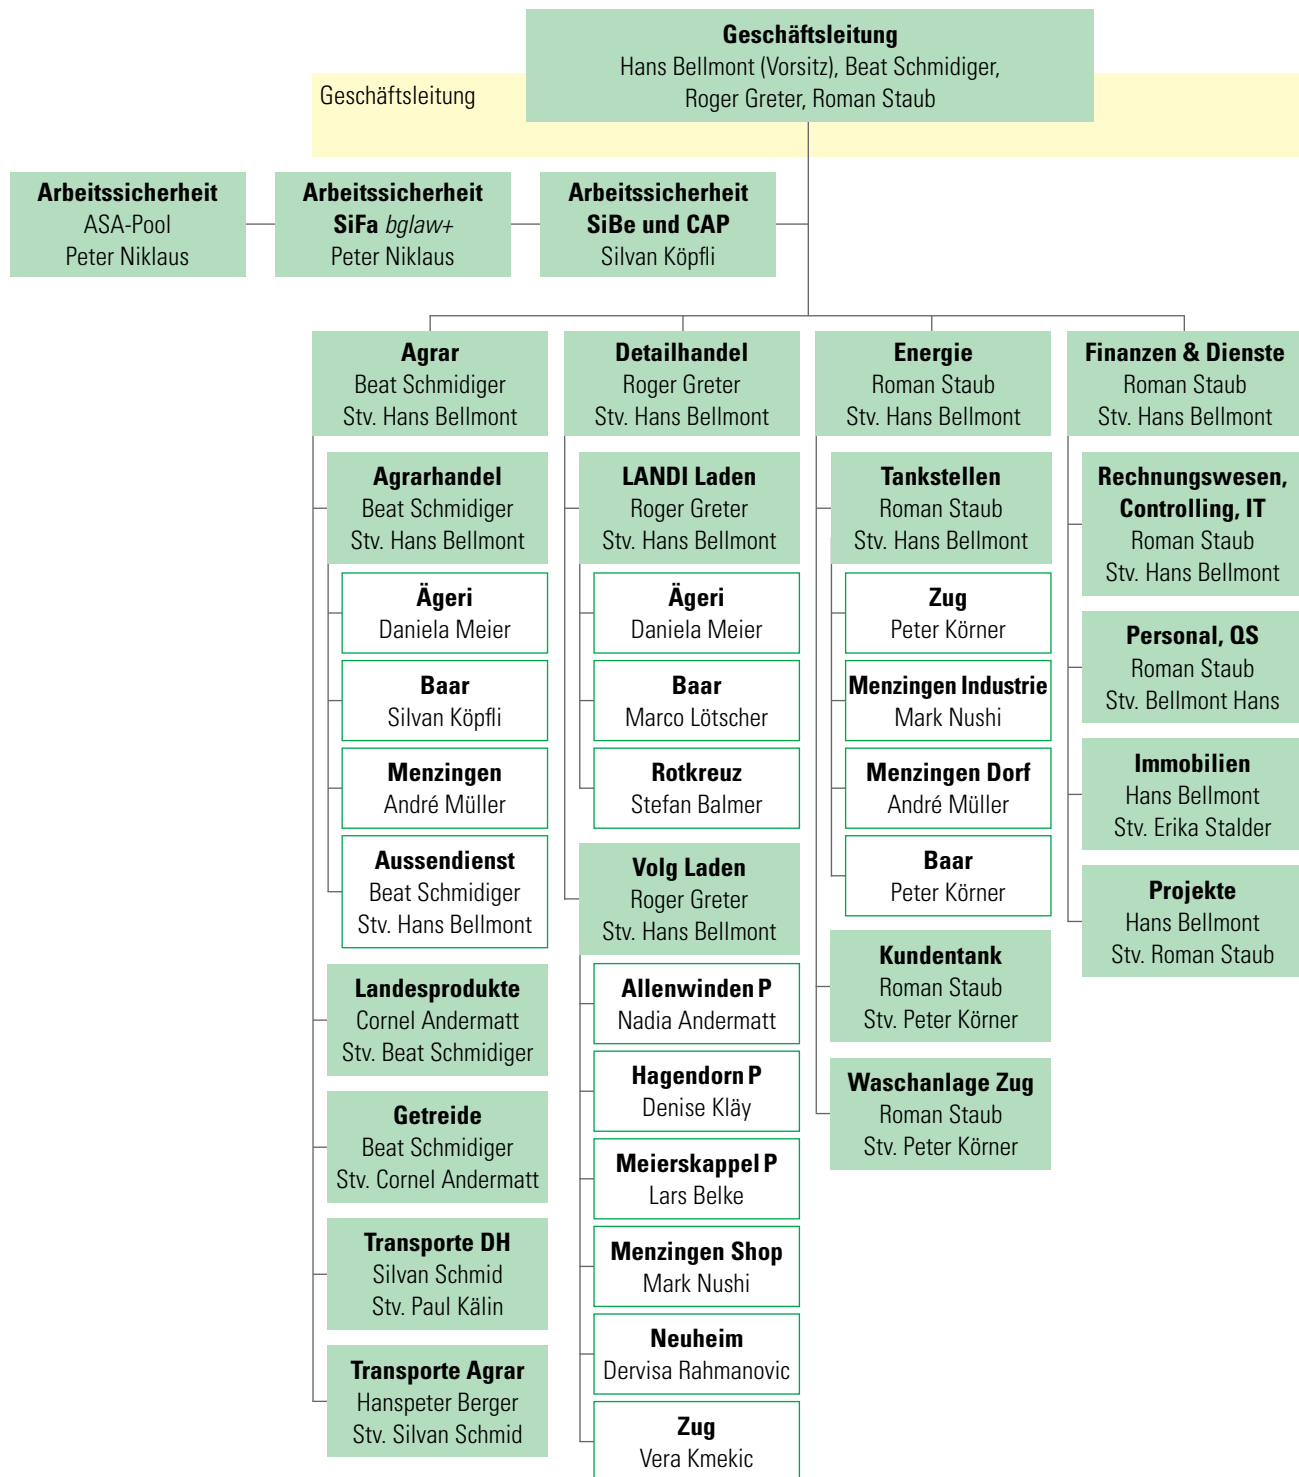 Geschäftsleitung
Hans Bellmont (Vorsitz), Beat Schmidiger,
Roger Greter, Roman Staub
Geschäftsleitung
Arbeitssicherheit
ASA-Pool
Peter Niklaus
Arbeitssicherheit
SiFa bglaw+
Peter Niklaus
Arbeitssicherheit
SiBe und CAP
Silvan Köpfli
Agrar
Beat Schmidiger
Stv. Hans Bellmont
Agrarhandel
Beat Schmidiger
Stv. Hans Bellmont
Ägeri
Daniela Meier
Baar
Silvan Köpfli
Menzingen
André Müller
Aussendienst
Beat Schmidiger
Stv. Hans Bellmont
Landesprodukte
Cornel Andermatt
Stv. Beat Schmidiger
Getreide
Beat Schmidiger
Stv. Cornel Andermatt
Transporte DH
Silvan Schmid
Stv. Paul Kälin
Transporte Agrar
Hanspeter Berger
Stv. Silvan Schmid
Detailhandel
Roger Greter
Stv. Hans Bellmont
LANDI Laden
Roger Greter
Stv. Hans Bellmont
Ägeri
Daniela Meier
Baar
Marco Lötscher
Rotkreuz
Stefan Balmer
Volg Laden
Roger Greter
Stv. Hans Bellmont
Allenwinden P
Nadia Andermatt
Hagendorn P
Denise Kläy
Meierskappel P
Lars Belke
Menzingen Shop
Mark Nushi
Neuheim
Dervisa Rahmanovic
Zug
Vera Kmekic
Energie
Roman Staub
Stv. Hans Bellmont
Tankstellen
Roman Staub
Stv. Hans Bellmont
Zug
Peter Körner
Menzingen Industrie
Mark Nushi
Menzingen Dorf
André Müller
Baar
Peter Körner
Kundentank
Roman Staub
Stv. Peter Körner
Waschanlage Zug
Roman Staub
Stv. Peter Körner
Finanzen & Dienste
Roman Staub
Stv. Hans Bellmont
Rechnungswesen,
Controlling, IT
Roman Staub
Stv. Hans Bellmont
Personal, QS
Roman Staub
Stv. Bellmont Hans
Immobilien
Hans Bellmont
Stv. Erika Stalder
Projekte
Hans Bellmont
Stv. Roman Staub